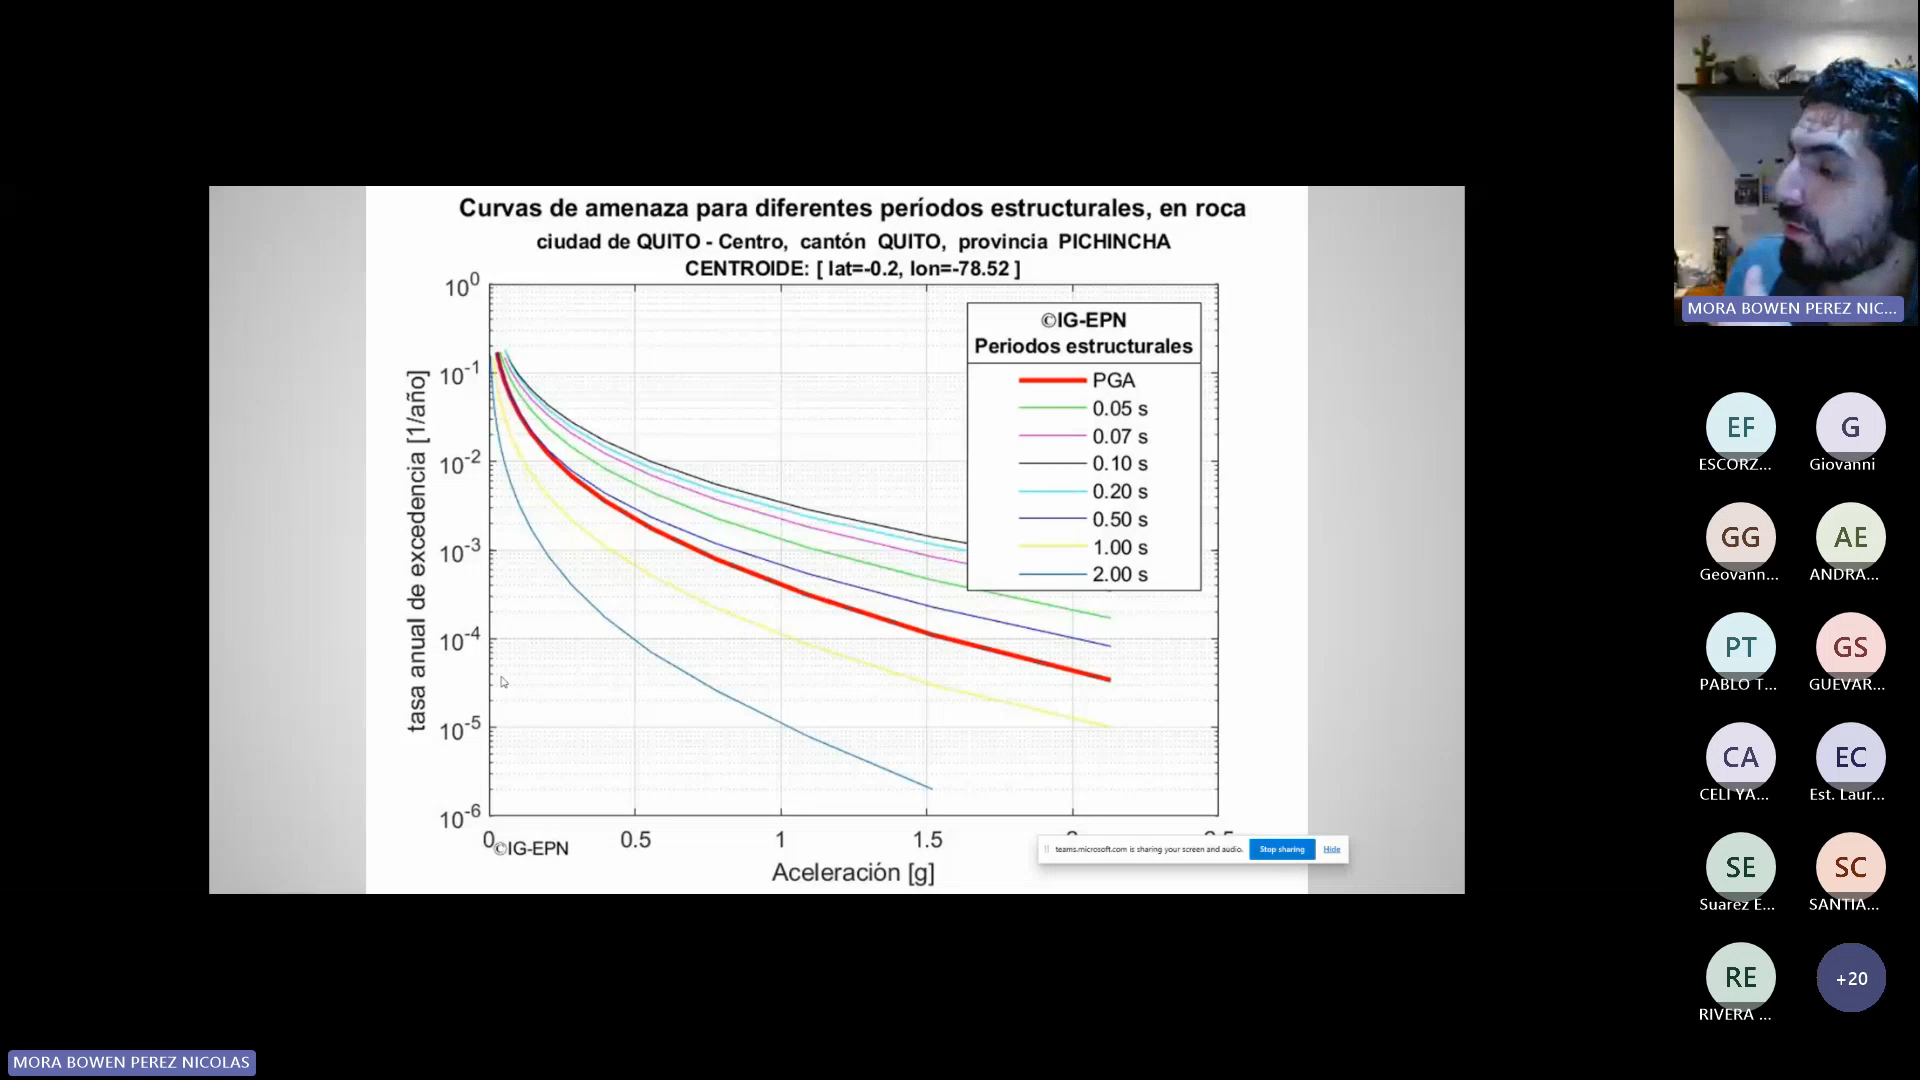 Curvas de amenaza para diferentes períodos estructurales, en roca
ciudad de QUITO - Centro, cantón QUITO, provincia PICHINCHA
CENTROIDE: [ lat=-0.2, lon=-78.52 ]
tasa anual de excedencia [1/año]
10^0
10^-1
10^-2
10^-3
10^-4
10^-5
10^-6
©IG-EPN
Periodos estructurales
PGA
0.05 s
0.07 s
0.10 s
0.20 s
0.50 s
1.00 s
2.00 s
0
0.5
1
1.5
©IG-EPN
Aceleración [g]
teams.microsoft.com is sharing your screen and audio.
Stop sharing
Hide
MORA BOWEN PEREZ NIC...
EF
ESCORZ...
G
Giovanni
GG
Geovann...
AE
ANDRA...
PT
PABLO T...
GS
GUEVAR...
CA
CELI YA...
EC
Est. Laur...
SE
Suarez E...
SC
SANTIA...
RE
RIVERA ...
+20
MORA BOWEN PEREZ NICOLAS